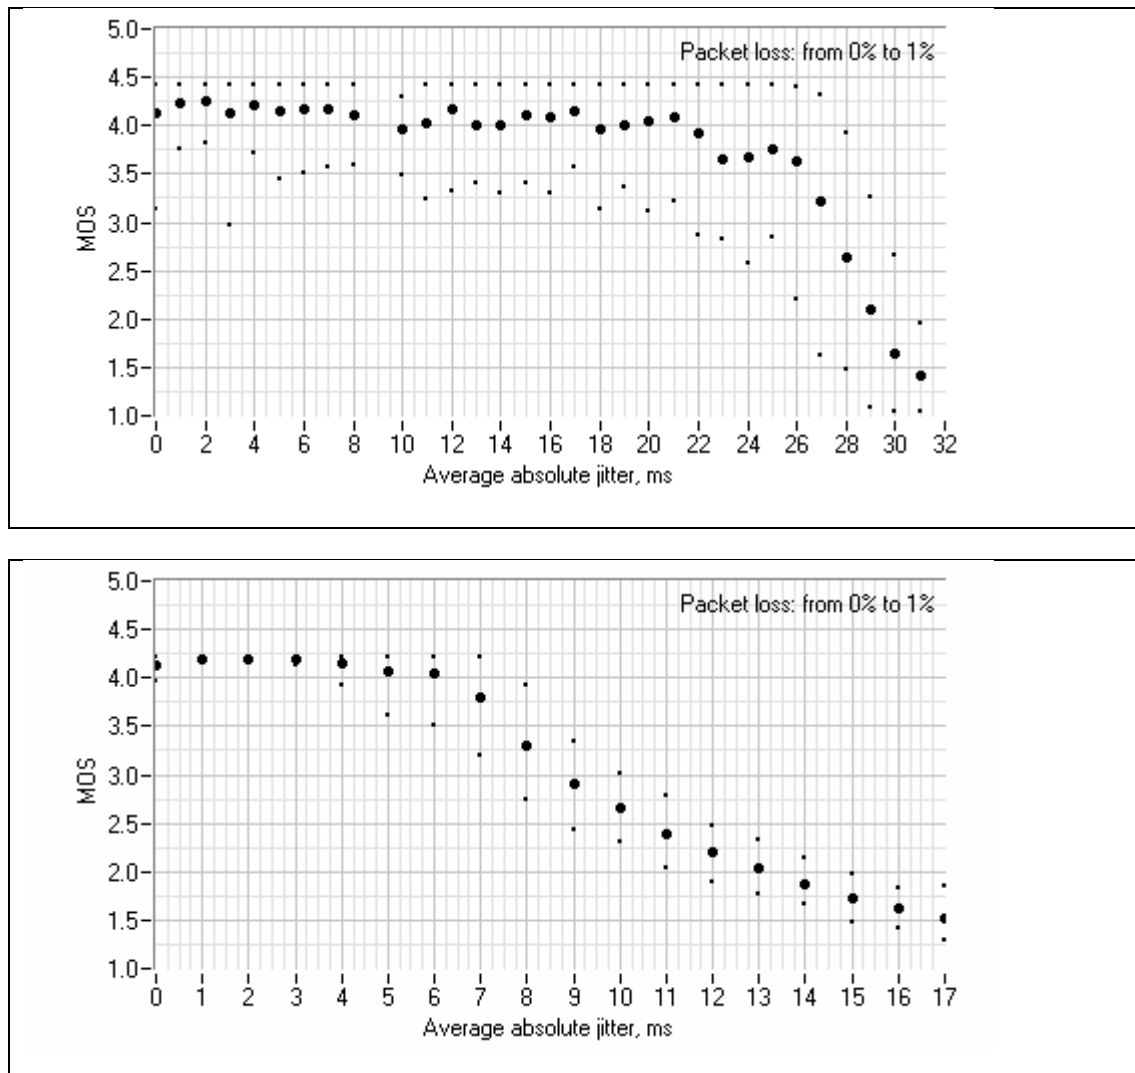 5.0
Packet loss: from 0% to 1%
4.5
4.0
3.5
3.0
2.5
2.0
1.5
1.0
MOS
0 2 4 6 8 10 12 14 16 18 20 22 24 26 28 30 32
Average absolute jitter, ms
5.0
Packet loss: from 0% to 1%
4.5
4.0
3.5
3.0
2.5
2.0
1.5
1.0
MOS
0 1 2 3 4 5 6 7 8 9 10 11 12 13 14 15 16 17
Average absolute jitter, ms